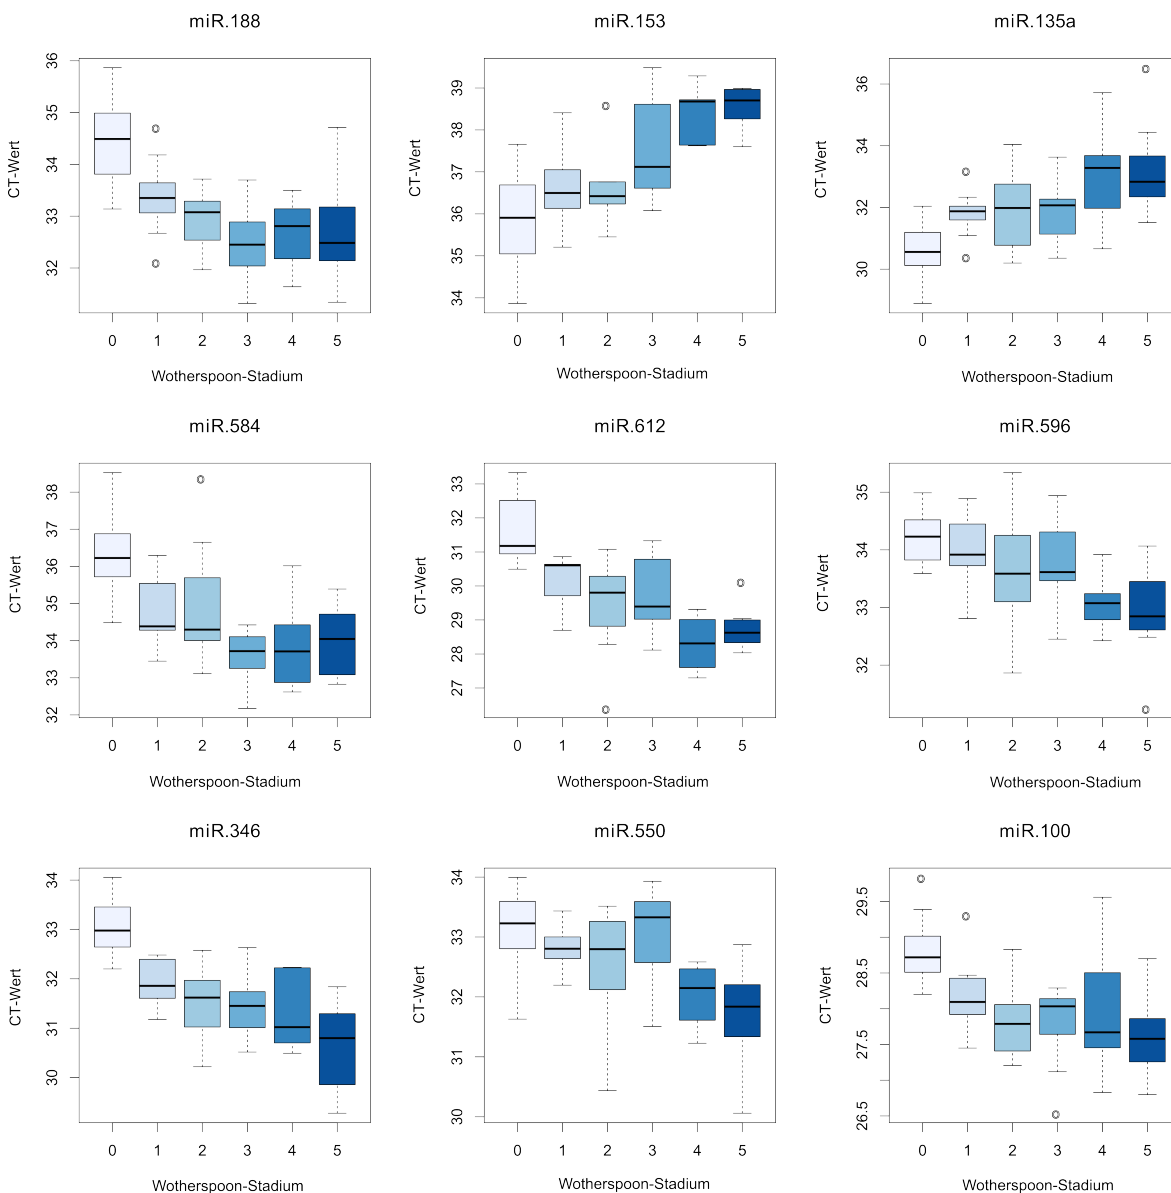 miR.188
CT-Wert
36
35
34
33
32
0 1 2 3 4 5
Wotherspoon-Stadium
miR.153
CT-Wert
39
38
37
36
35
34
0 1 2 3 4 5
Wotherspoon-Stadium
miR.135a
CT-Wert
36
34
32
30
0 1 2 3 4 5
Wotherspoon-Stadium
miR.584
CT-Wert
38
37
36
35
34
33
32
0 1 2 3 4 5
Wotherspoon-Stadium
miR.612
CT-Wert
33
32
31
30
29
28
27
0 1 2 3 4 5
Wotherspoon-Stadium
miR.596
CT-Wert
35
34
33
32
0 1 2 3 4 5
Wotherspoon-Stadium
miR.346
CT-Wert
34
33
32
31
30
0 1 2 3 4 5
Wotherspoon-Stadium
miR.550
CT-Wert
34
33
32
31
30
0 1 2 3 4 5
Wotherspoon-Stadium
miR.100
CT-Wert
29.5
28.5
27.5
26.5
0 1 2 3 4 5
Wotherspoon-Stadium